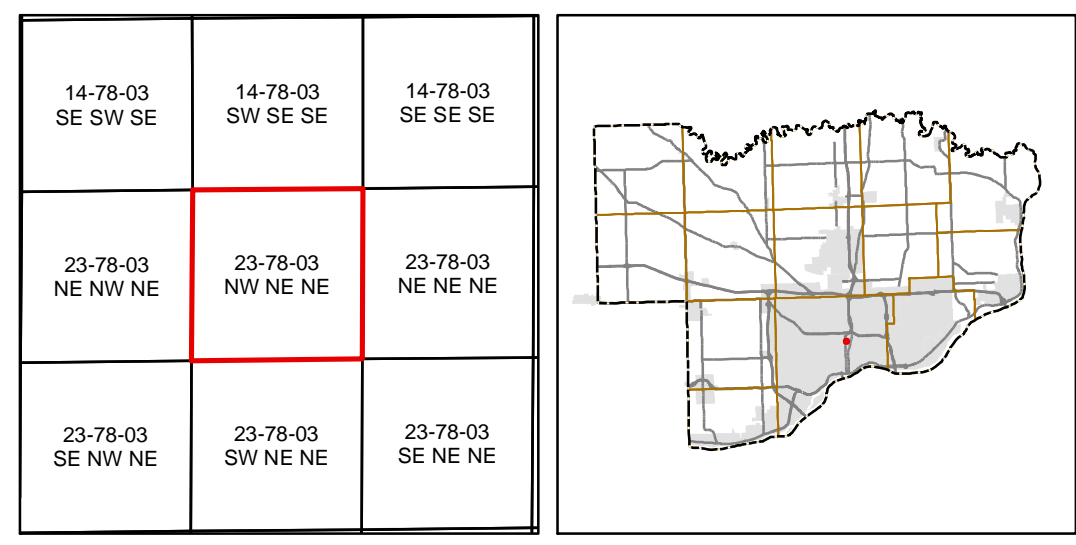 14-78-03
SE SW SE
14-78-03
SW SE SE
14-78-03
SE SE SE
23-78-03
NE NW NE
23-78-03
NW NE NE
23-78-03
NE NE NE
23-78-03
SE NW NE
23-78-03
SW NE NE
23-78-03
SE NE NE